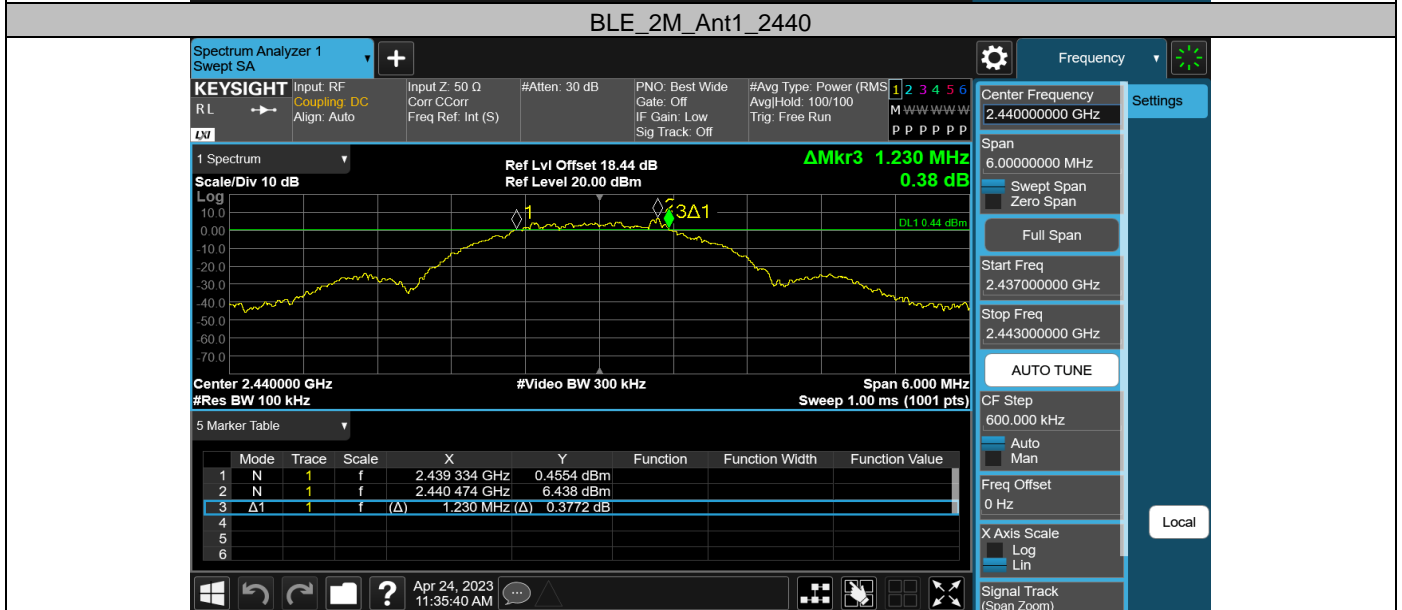 BLE_2M_Ant1_2440
Spectrum Analyzer 1
Swept SA
+
Frequency
KEYSIGHT
RL
LXI
Input: RF
Coupling: DC
Align: Auto
Input Z: 50 Ω
Corr CCorr
Freq Ref: Int (S)
#Atten: 30 dB
PNO: Best Wide
Gate: Off
IF Gain: Low
Sig Track: Off
#Avg Type: Power (RMS
Avg|Hold: 100/100
Trig: Free Run
1 2 3 4 5 6
M W W W W W
P P P P P P
1 Spectrum
Scale/Div 10 dB
Ref Lvl Offset 18.44 dB
Ref Level 20.00 dBm
ΔMkr3 1.230 MHz
0.38 dB
Log
10.0
0.00
-10.0
-20.0
-30.0
-40.0
-50.0
-60.0
-70.0
1
3Δ1
DL1 0.44 dBm
Center 2.440000 GHz
#Video BW 300 kHz
Span 6.000 MHz
#Res BW 100 kHz
Sweep 1.00 ms (1001 pts)
5 Marker Table
Mode Trace Scale X Y Function Function Width Function Value
1 N 1 f 2.439 334 GHz 0.4554 dBm
2 N 1 f 2.440 474 GHz 6.438 dBm
3 Δ1 1 f (Δ) 1.230 MHz (Δ) 0.3772 dB
4
5
6
?
Apr 24, 2023
11:35:40 AM
Center Frequency
2.440000000 GHz
Settings
Span
6.00000000 MHz
Swept Span
Zero Span
Full Span
Start Freq
2.437000000 GHz
Stop Freq
2.443000000 GHz
AUTO TUNE
CF Step
600.000 kHz
Auto
Man
Freq Offset
0 Hz
Local
X Axis Scale
Log
Lin
Signal Track
(Span Zoom)